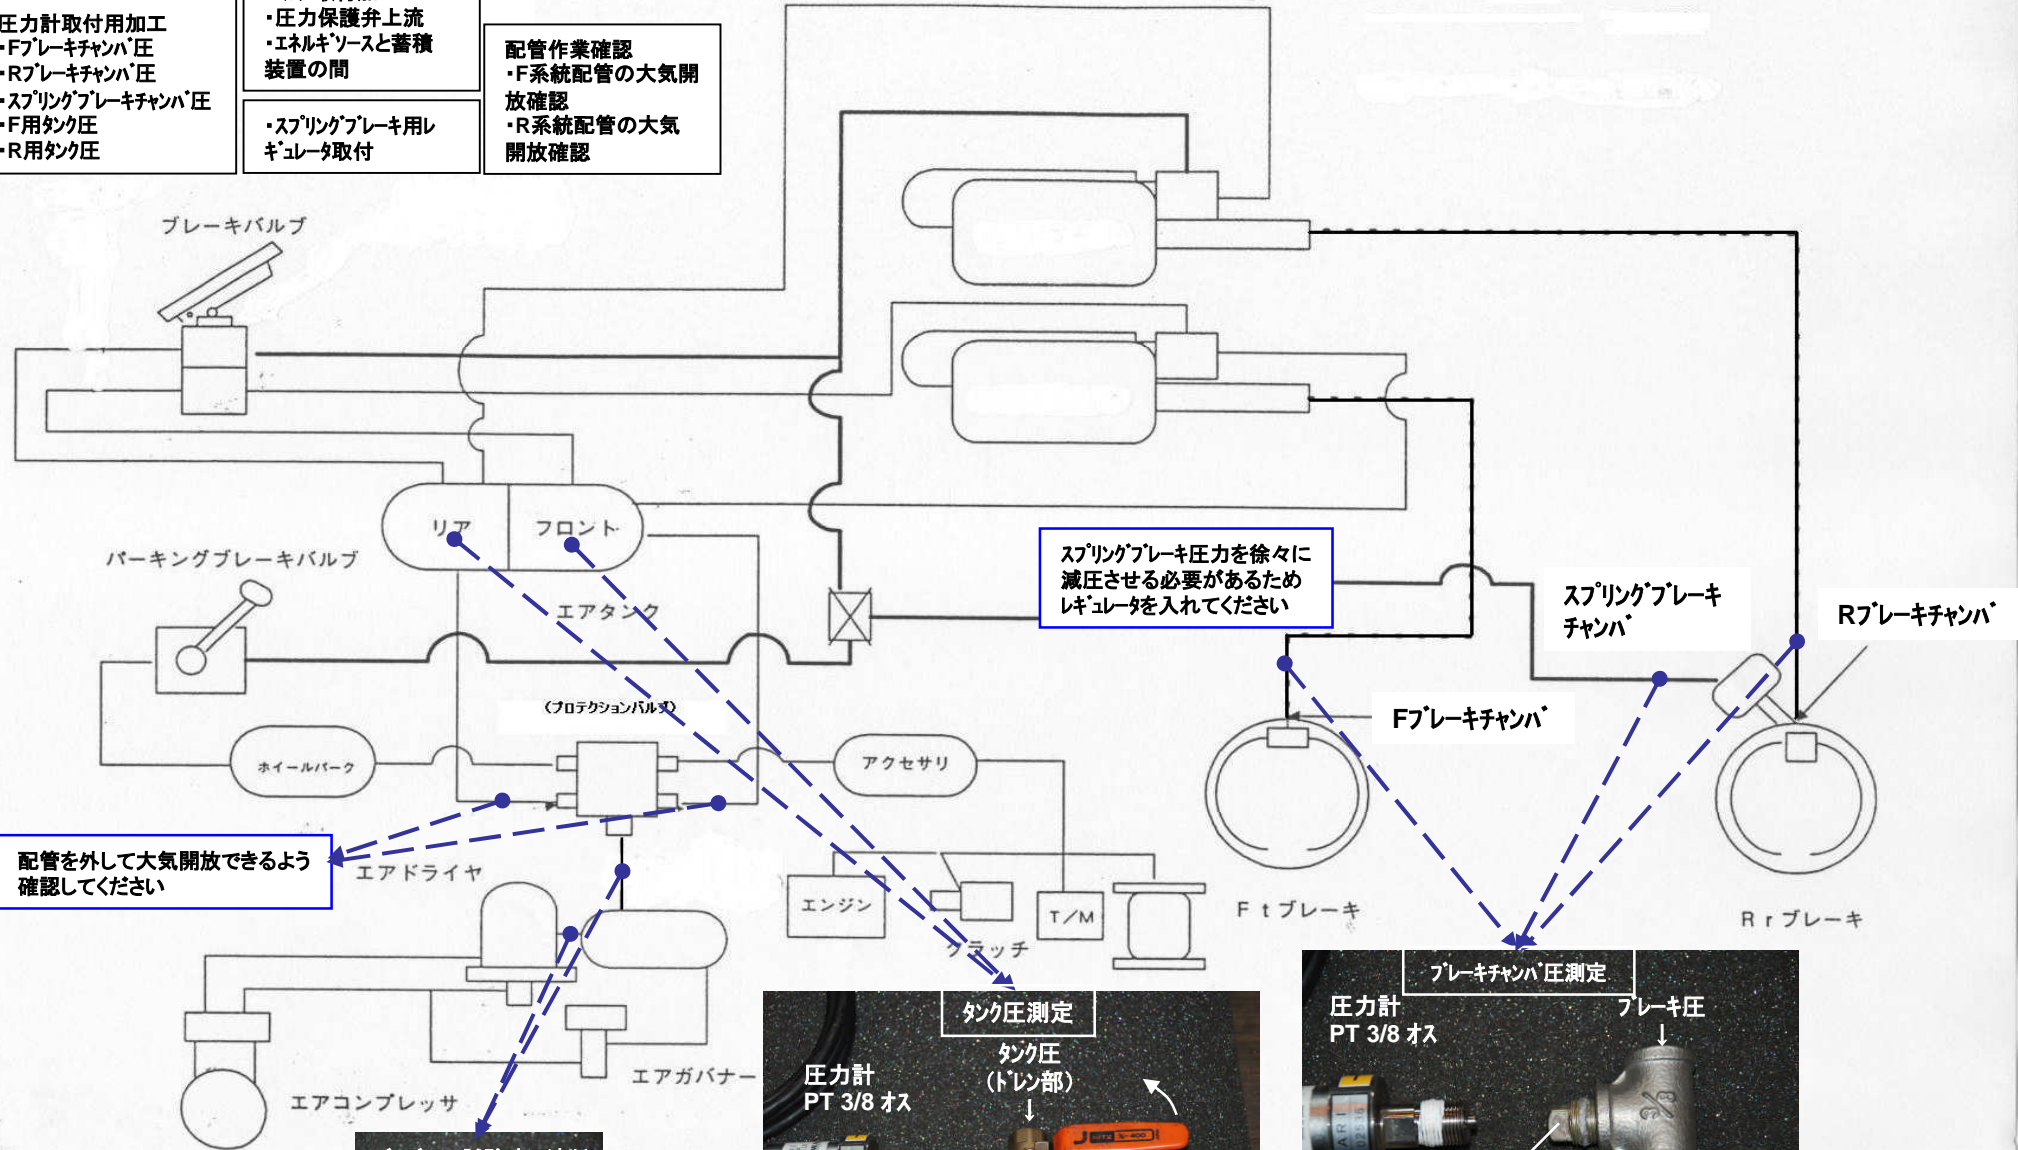 圧力計取付用加工
・Fブレーキチャンバ圧
・Rブレーキチャンバ圧
・スプリングブレーキチャンバ圧
・F用タンク圧
・R用タンク圧
・圧力保護弁上流
・エネルギソースと蓄積
装置の間
・スプリングブレーキ用レ
ギュレータ取付
配管作業確認
・F系統配管の大気開
放確認
・R系統配管の大気
開放確認
ブレーキバルブ
リア
フロント
エアタンク
パーキングブレーキバルブ
スプリングブレーキ圧力を徐々に
減圧させる必要があるため
レギュレータを入れてください
スプリングブレーキ
チャンバ
Rブレーキチャンバ
Fブレーキチャンバ
〈プロテクションバルブ〉
ホイールパーク
アクセサリ
配管を外して大気開放できるよう
確認してください
エアドライヤ
エンジン
T/M
クラッチ
Ftブレーキ
Rrブレーキ
エアガバナー
エアコンプレッサ
タンク圧測定
タンク圧
(ドレン部)
圧力計
PT 3/8 オス
ブレーキチャンバ圧測定
圧力計
PT 3/8 オス
ブレーキ圧
3/8